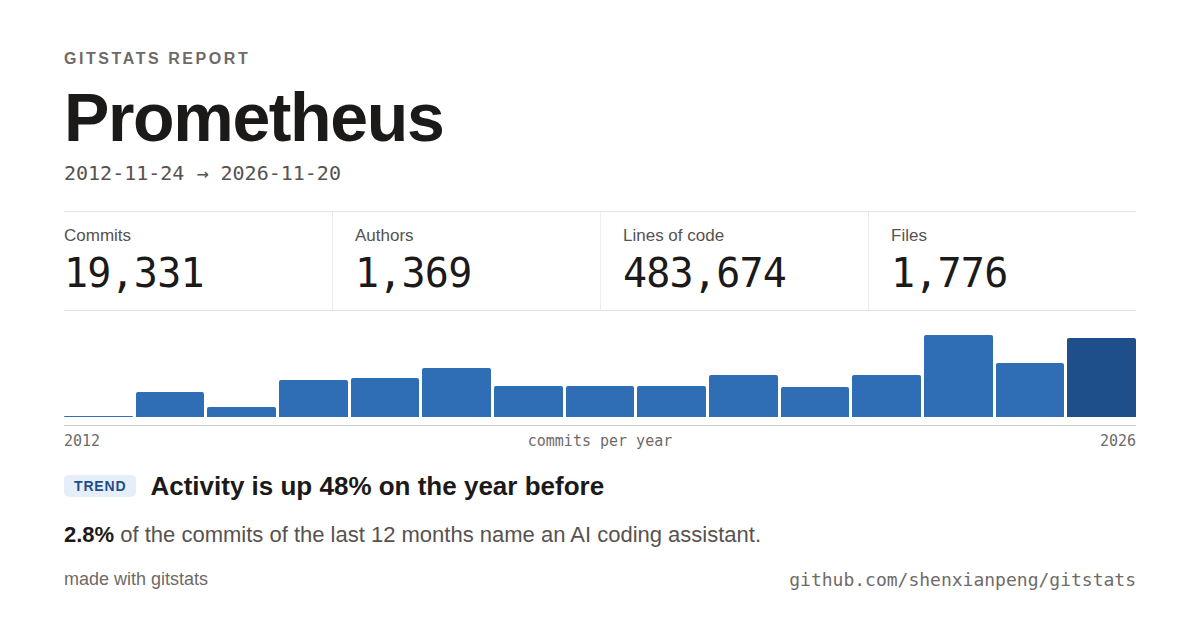 GITSTATS REPORT
Prometheus
2012-11-24 → 2026-11-20
Commits
19,331
Authors
1,369
Lines of code
483,674
Files
1,776
2012
commits per year
2026
TREND Activity is up 48% on the year before
2.8% of the commits of the last 12 months name an AI coding assistant.
made with gitstats
github.com/shenxianpeng/gitstats